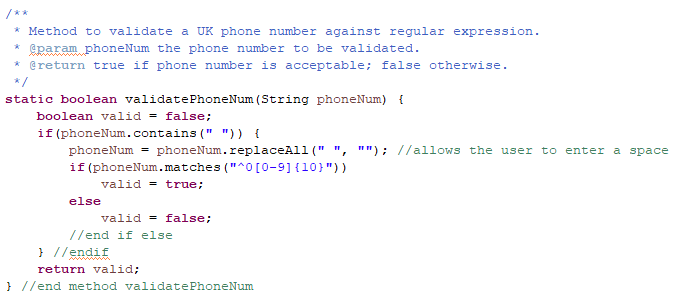 /**
 * Method to validate a UK phone number against regular expression.
 * @param phoneNum the phone number to be validated.
 * @return true if phone number is acceptable; false otherwise.
 */
static boolean validatePhoneNum(String phoneNum) {
    boolean valid = false;
    if(phoneNum.contains(" ")) {
        phoneNum = phoneNum.replaceAll(" ", ""); //allows the user to enter a space
        if(phoneNum.matches("^0[0-9]{10}"))
            valid = true;
        else
            valid = false;
        //end if else
    } //endif
    return valid;
} //end method validatePhoneNum